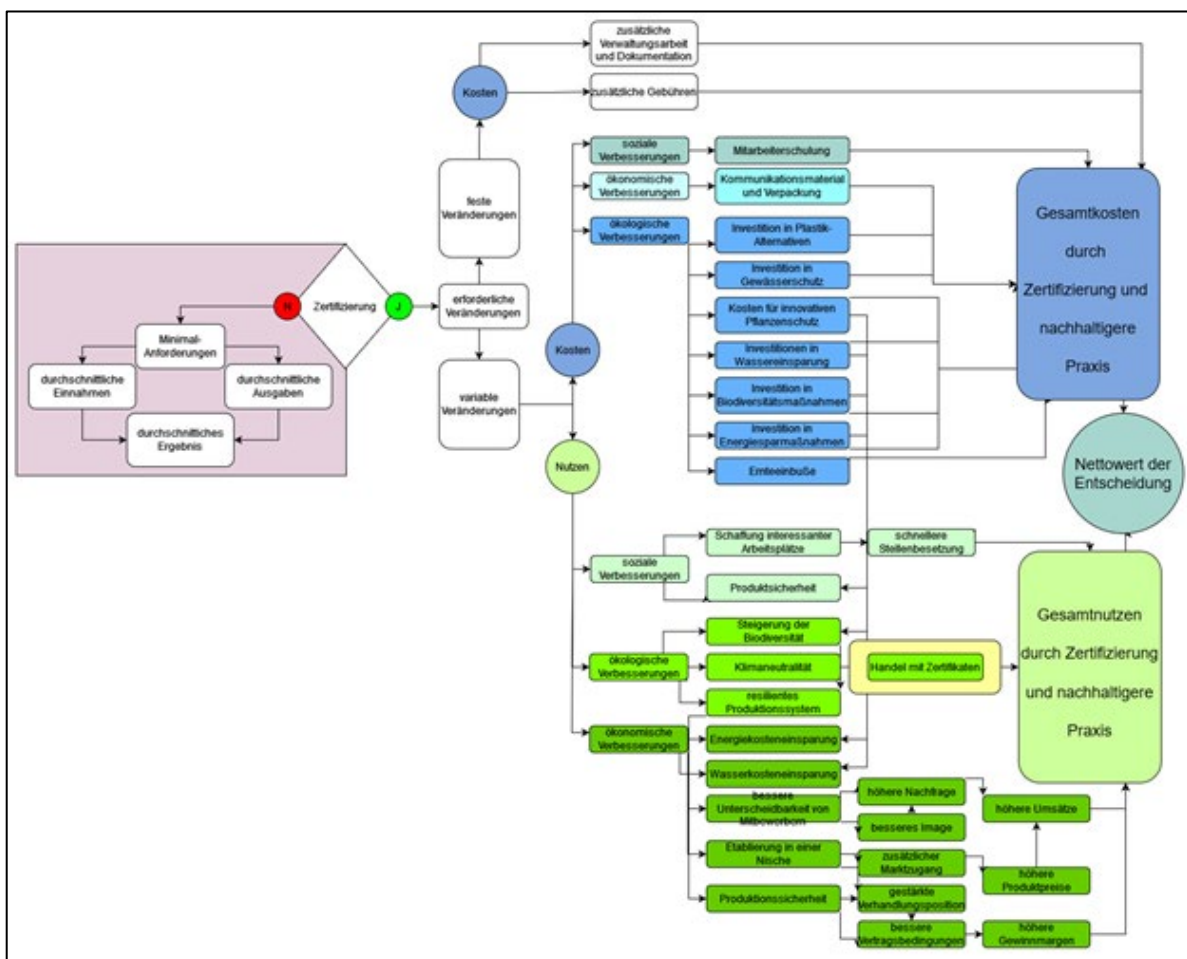 zusätzliche
Verwaltungsarbeit
und Dokumentation
Kosten
zusätzliche Gebühren
soziale
Verbesserungen
Mitarbeiterschulung
ökonomische
Verbesserungen
Kommunikationsmaterial
und Verpackung
feste
Veränderungen
ökologische
Verbesserungen
Investition in Plastik-
Alternativen
Gesamtkosten
durch
Zertifizierung und
nachhaltigere
Praxis
Investition in
Gewässerschutz
N
Zertifizierung
J
erforderliche
Veränderungen
Kosten für innovativen
Pflanzenschutz
Minimal-
Anforderungen
Kosten
Investitionen in
Wassereinsparung
durchschnittliche
Einnahmen
durchschnittliche
Ausgaben
variable
Veränderungen
Investition in
Biodiversitätsmaßnahmen
durchschnittliches
Ergebnis
Investition in
Energiesparmaßnahmen
Nutzen
Ernteeinbuße
Nettowert der
Entscheidung
soziale
Verbesserungen
Schaffung interessanter
Arbeitsplätze
schnellere
Stellenbesetzung
Produktsicherheit
Gesamtnutzen
durch Zertifizierung
und nachhaltigere
Praxis
Steigerung der
Biodiversität
ökologische
Verbesserungen
Klimaneutralität
Handel mit Zertifikaten
resilientes
Produktionssystem
ökonomische
Verbesserungen
Energiekosteneinsparung
Wasserkosteneinsparung
bessere
Unterscheidbarkeit von
Mitbewerbern
höhere Nachfrage
höhere Umsätze
besseres Image
Etablierung in einer
Nische
zusätzlicher
Marktzugang
höhere
Produktpreise
Produktionssicherheit
gestärkte
Verhandlungsposition
bessere
Vertragsbedingungen
höhere
Gewinnmargen